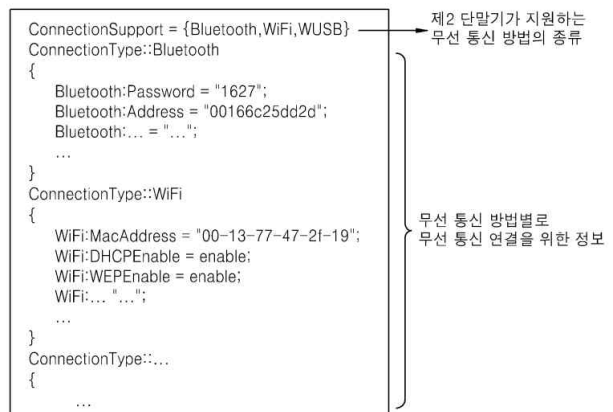 ConnectionSupport = {Bluetooth,WiFi,WUSB}
제2 단말기가 지원하는
무선 통신 방법의 종류
ConnectionType::Bluetooth
{
Bluetooth:Password = "1627";
Bluetooth:Address = "00166c25dd2d";
Bluetooth:... = "...";
...
}
ConnectionType::WiFi
{
WiFi:MacAddress = "00-13-77-47-2f-19";
WiFi:DHCPEnable = enable;
WiFi:WEPEnable = enable;
WiFi:... "...";
...
}
ConnectionType::...
{
...
무선 통신 방법별로
무선 통신 연결을 위한 정보